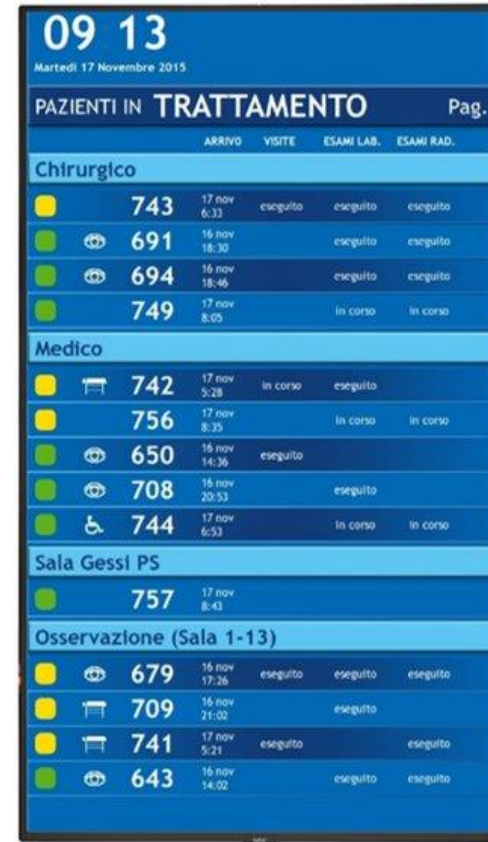 09 13
Martedì 17 Novembre 2015
PAZIENTI IN TRATTAMENTO Pag.
ARRIVO VISITE ESAMI LAB. ESAMI RAD.
Chirurgico
743 17 nov 6:33 eseguito eseguito eseguito
691 16 nov 18:30 eseguito eseguito
694 16 nov 18:46 eseguito eseguito
749 17 nov 8:05 in corso in corso
Medico
742 17 nov 5:28 in corso eseguito
756 17 nov 8:35 in corso in corso
650 16 nov 14:36 eseguito
708 16 nov 20:53 eseguito
744 17 nov 6:53 in corso in corso
Sala Gessi PS
757 17 nov 8:43
Osservazione (Sala 1-13)
679 16 nov 17:26 eseguito eseguito eseguito
709 16 nov 21:02 eseguito
741 17 nov 5:21 eseguito eseguito
643 16 nov 14:02 eseguito eseguito